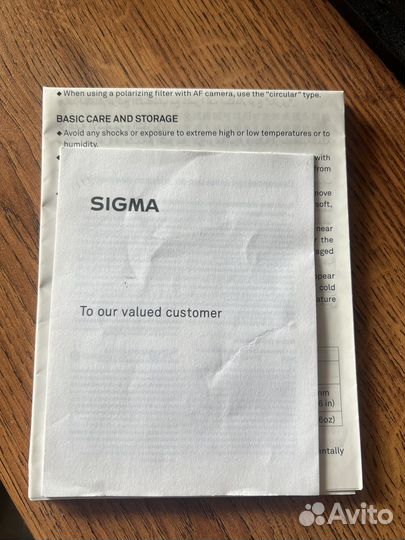 ◆ When using a polarizing filter with AF camera, use the "circular" type.
BASIC CARE AND STORAGE
◆ Avoid any shocks or exposure to extreme high or low temperatures or to
humidity.
with
from
move
soft,
near
the
aged
ppear
cold
ature
SIGMA
To our valued customer
nm
in)
oz)
entally
Avito